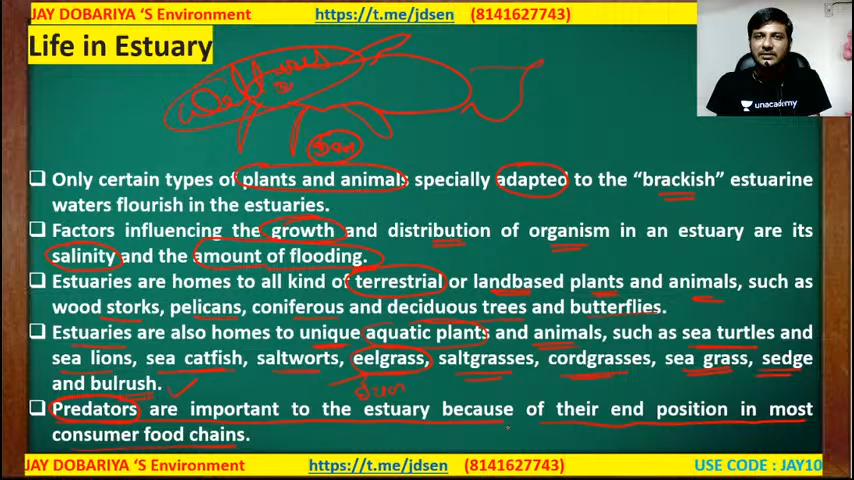 JAY DOBARIYA ‘S Environment https://t.me/jdsen (8141627743)
Life in Estuary
unacademy
❑ Only certain types of plants and animals specially adapted to the “brackish” estuarine
waters flourish in the estuaries.
❑ Factors influencing the growth and distribution of organism in an estuary are its
salinity and the amount of flooding.
❑ Estuaries are homes to all kind of terrestrial or landbased plants and animals, such as
wood storks, pelicans, coniferous and deciduous trees and butterflies.
❑ Estuaries are also homes to unique aquatic plants and animals, such as sea turtles and
sea lions, sea catfish, saltworts, eelgrass, saltgrasses, cordgrasses, sea grass, sedge
and bulrush.
❑ Predators are important to the estuary because of their end position in most
consumer food chains.
JAY DOBARIYA ‘S Environment https://t.me/jdsen (8141627743) USE CODE : JAY10